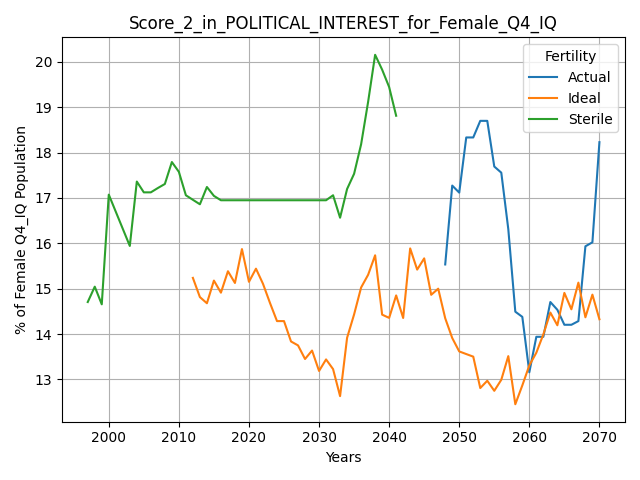 Score_2_in_POLITICAL_INTEREST_for_Female_Q4_IQ
Fertility
Actual
Ideal
Sterile
% of Female Q4_IQ Population
20
19
18
17
16
15
14
13
2000 2010 2020 2030 2040 2050 2060 2070
Years